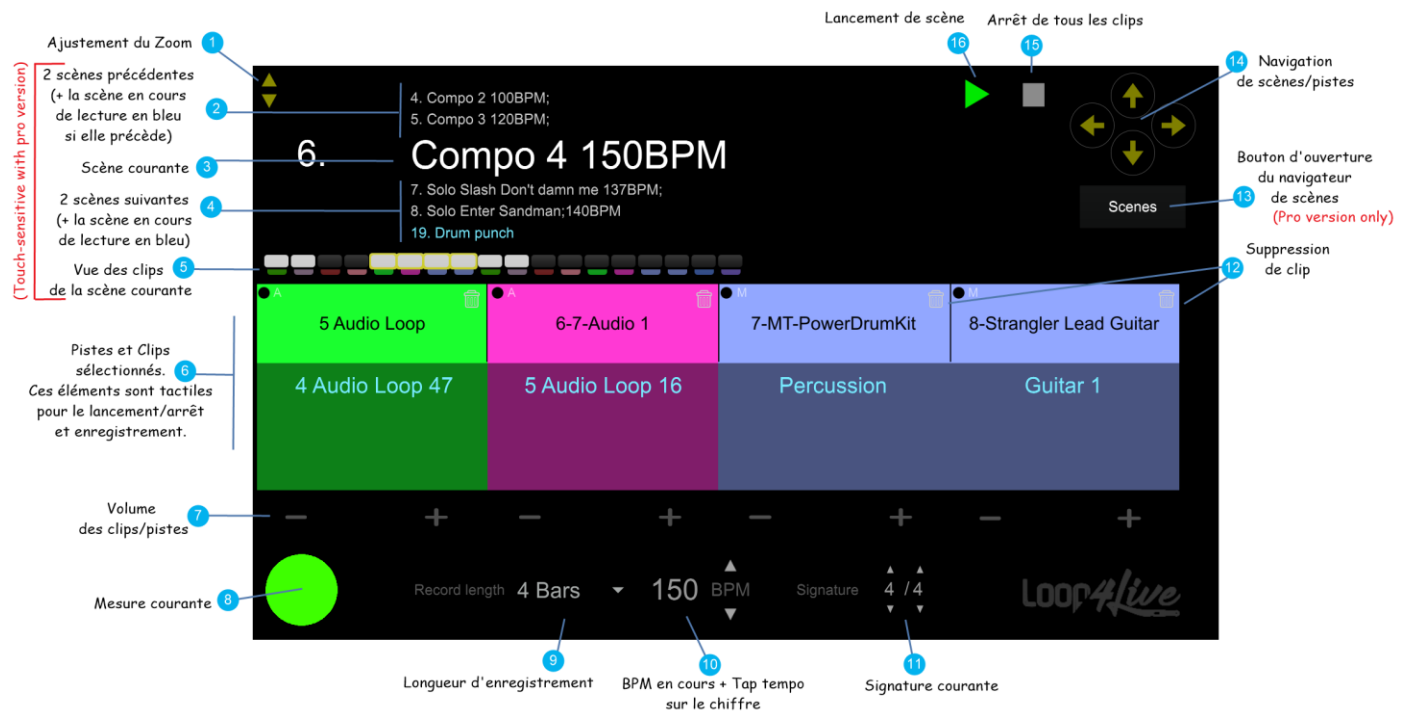 Lancement de scène
Arrêt de tous les clips
16
15
Ajustement du Zoom
1
14
Navigation
de scènes/pistes
(Touch-sensitive with pro version)
2 scènes précédentes
(+ la scène en cours
de lecture en bleu
si elle précède)
2
4. Compo 2 100BPM;
5. Compo 3 120BPM;
Scène courante
3
6.
Compo 4 150BPM
Bouton d'ouverture
du navigateur
de scènes
(Pro version only)
13
Scenes
2 scènes suivantes
(+ la scène en cours
de lecture en bleu)
4
7. Solo Slash Don't damn me 137BPM;
8. Solo Enter Sandman;140BPM
19. Drum punch
Vue des clips
de la scène courante
5
Suppression
de clip
12
A
5 Audio Loop
A
6-7-Audio 1
M
7-MT-PowerDrumKit
M
8-Strangler Lead Guitar
Pistes et Clips
sélectionnés.
Ces éléments sont tactiles
pour le lancement/arrêt
et enregistrement.
6
4 Audio Loop 47
5 Audio Loop 16
Percussion
Guitar 1
Volume
des clips/pistes
7
− + − + − + − +
Mesure courante
8
Record length 4 Bars
150 BPM
Signature 4 /4
Loop4Live
9
Longueur d'enregistrement
10
BPM en cours + Tap tempo
sur le chiffre
11
Signature courante